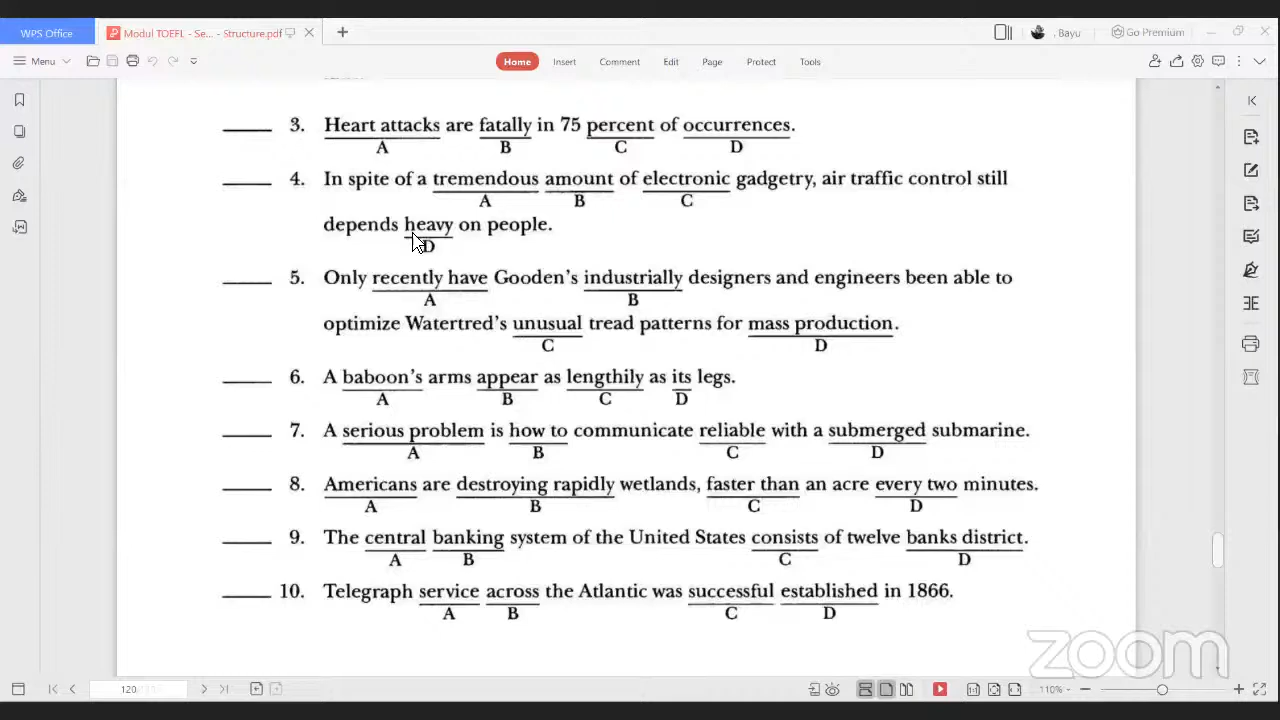 WPS Office
Modul TOEFL - Se... - Structure.pdf
Bayu
Go Premium
Menu
Home
Insert
Comment
Edit
Page
Protect
Tools
3. Heart attacks are fatally in 75 percent of occurrences.
A B C D
4. In spite of a tremendous amount of electronic gadgetry, air traffic control still
A B C
depends heavy on people.
D
5. Only recently have Gooden's industrially designers and engineers been able to
A B
optimize Watertred's unusual tread patterns for mass production.
C D
6. A baboon's arms appear as lengthily as its legs.
A B C D
7. A serious problem is how to communicate reliable with a submerged submarine.
A B C D
8. Americans are destroying rapidly wetlands, faster than an acre every two minutes.
A B C D
9. The central banking system of the United States consists of twelve banks district.
A B C D
10. Telegraph service across the Atlantic was successful established in 1866.
A B C D
zoom
120
110%